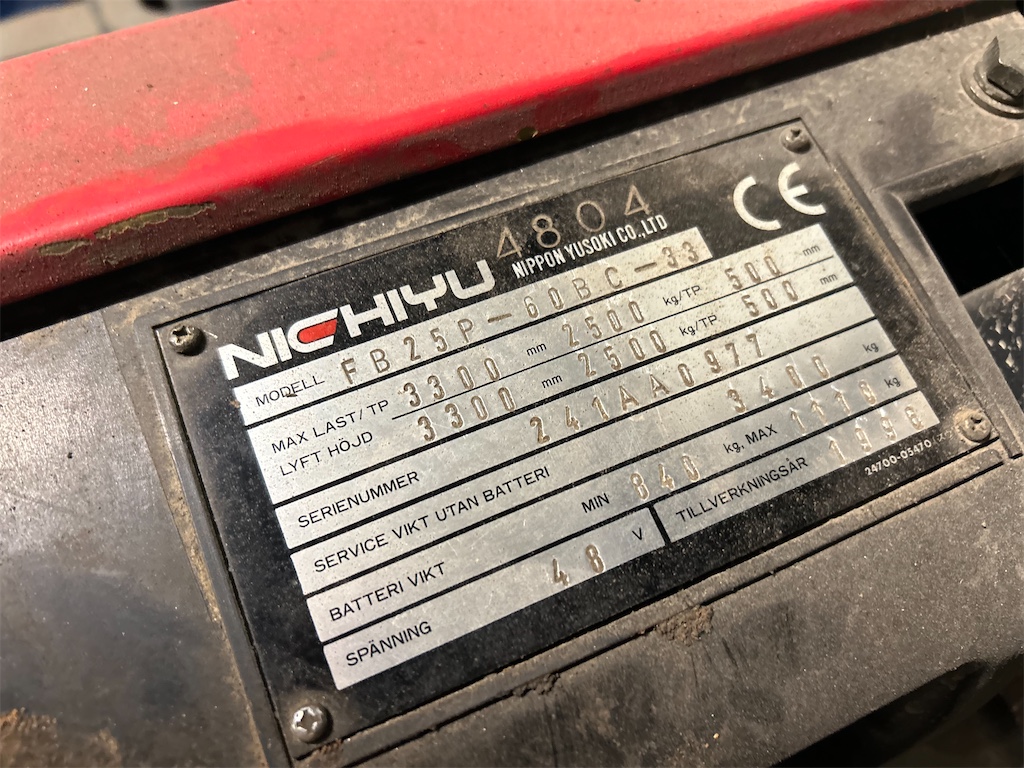 4804
NICHIYU NIPPON YUSOKI CO.,LTD CE
MODELL FB25P-60BC-33
MAX LAST/TP 3300 mm 2500 kg/TP 500 mm
LYFT HÖJD 3300 mm 2500 kg/TP 500 mm
SERIENUMMER 241AA0977
SERVICE VIKT UTAN BATTERI 3400 kg
BATTERI VIKT MIN 840 kg, MAX 1110 kg
SPÄNNING 48 V TILLVERKNINGSÅR 1996
24700-05470